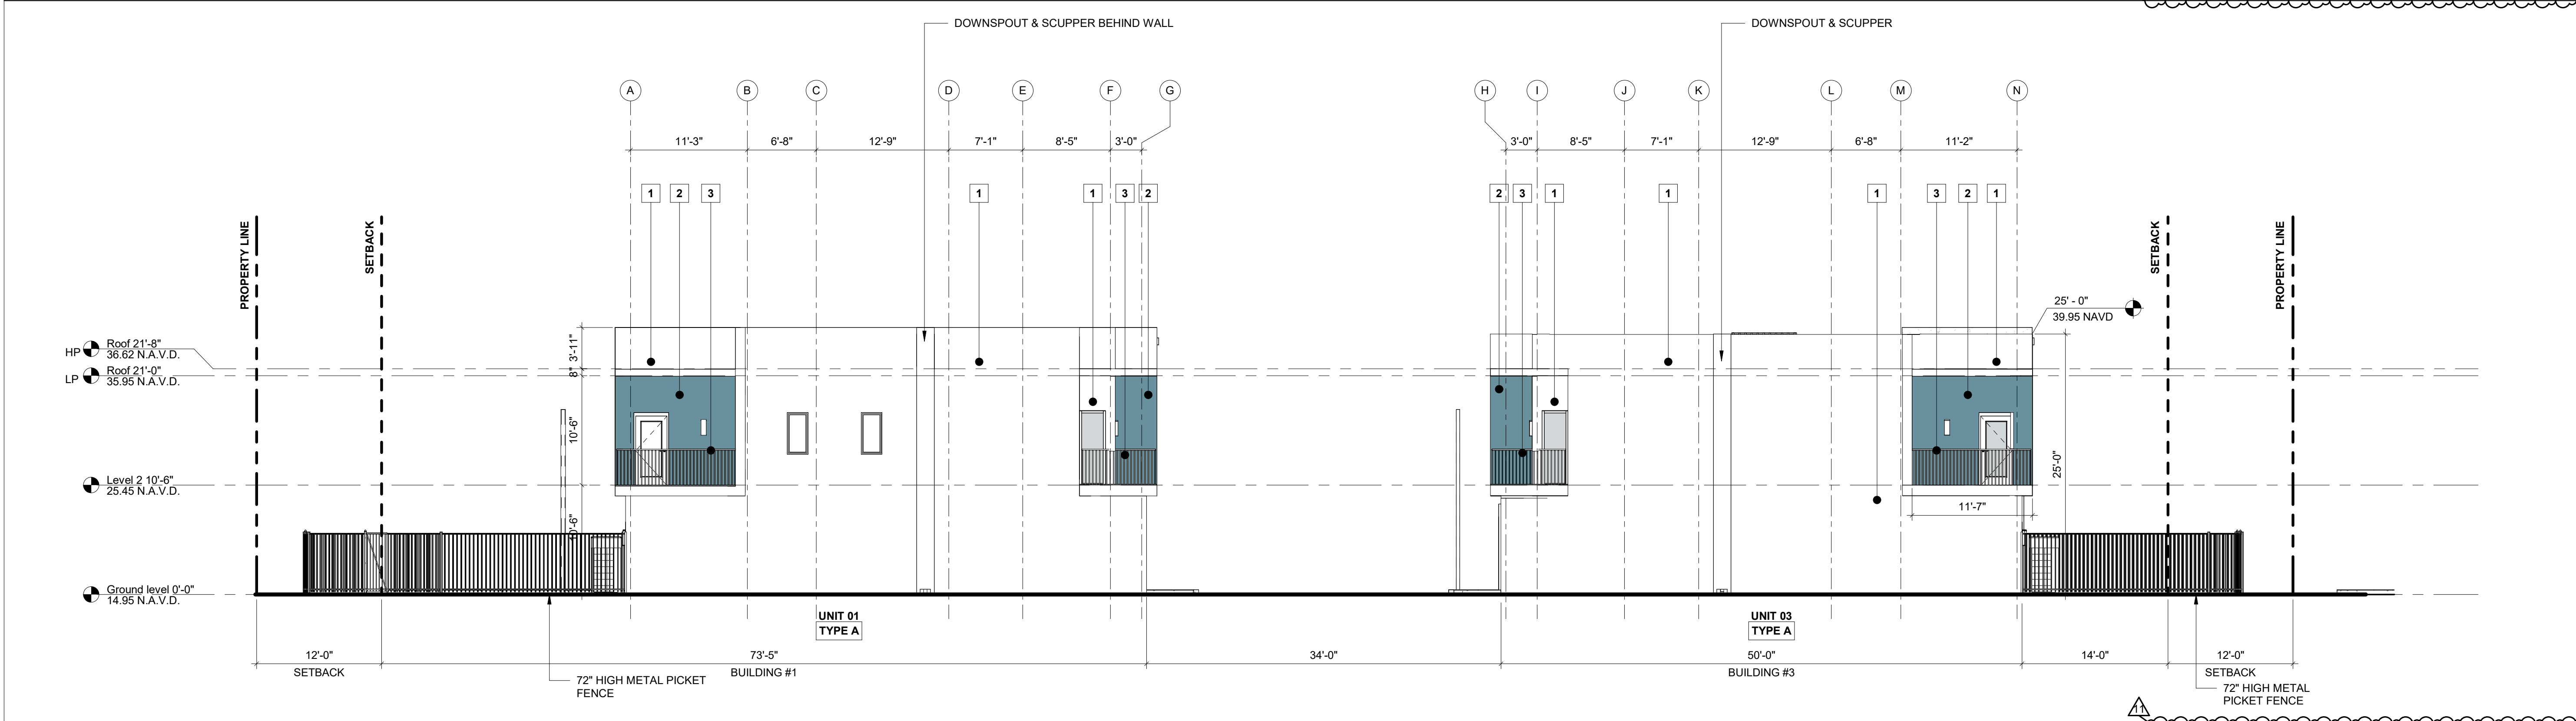 DOWNSPOUT & SCUPPER BEHIND WALL
DOWNSPOUT & SCUPPER
A B C D E F G H I J K L M N
11'-3" 6'-8" 12'-9" 7'-1" 8'-5" 3'-0" 3'-0" 8'-5" 7'-1" 12'-9" 6'-8" 11'-2"
1 2 3 1 1 3 2 2 3 1 1 1 3 2 1
PROPERTY LINE
SETBACK
SETBACK
PROPERTY LINE
25' - 0"
39.95 NAVD
HP
Roof 21'-8"
36.62 N.A.V.D.
LP
Roof 21'-0"
35.95 N.A.V.D.
3'-11"
8"
10'-6"
Level 2 10'-6"
25.45 N.A.V.D.
10'-6"
25'-0"
11'-7"
Ground level 0'-0"
14.95 N.A.V.D.
UNIT 01
TYPE A
UNIT 03
TYPE A
12'-0" 73'-5" 34'-0" 50'-0" 14'-0" 12'-0"
SETBACK BUILDING #1 BUILDING #3 SETBACK
72" HIGH METAL PICKET
FENCE
72" HIGH METAL
PICKET FENCE
11